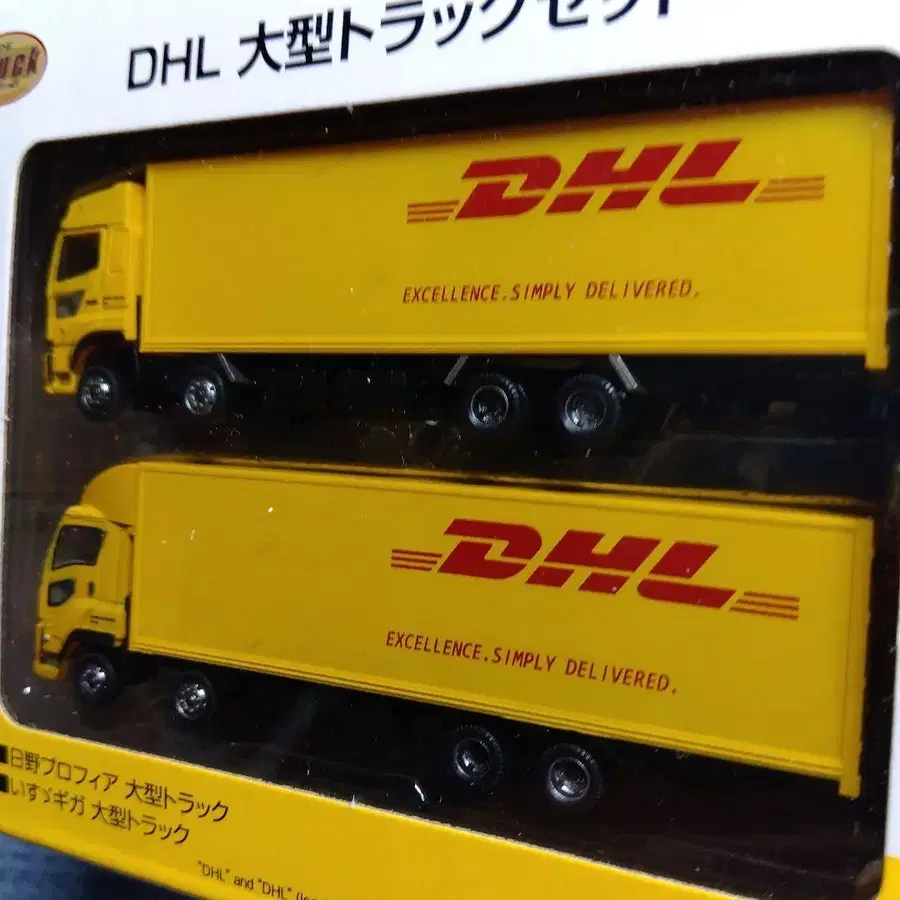 DHL 大型トラックセット
DHL
EXCELLENCE.SIMPLY DELIVERED.
DHL
EXCELLENCE.SIMPLY DELIVERED.
■日野プロフィア 大型トラック
■いすゞギガ 大型トラック
"DHL" and "DHL"